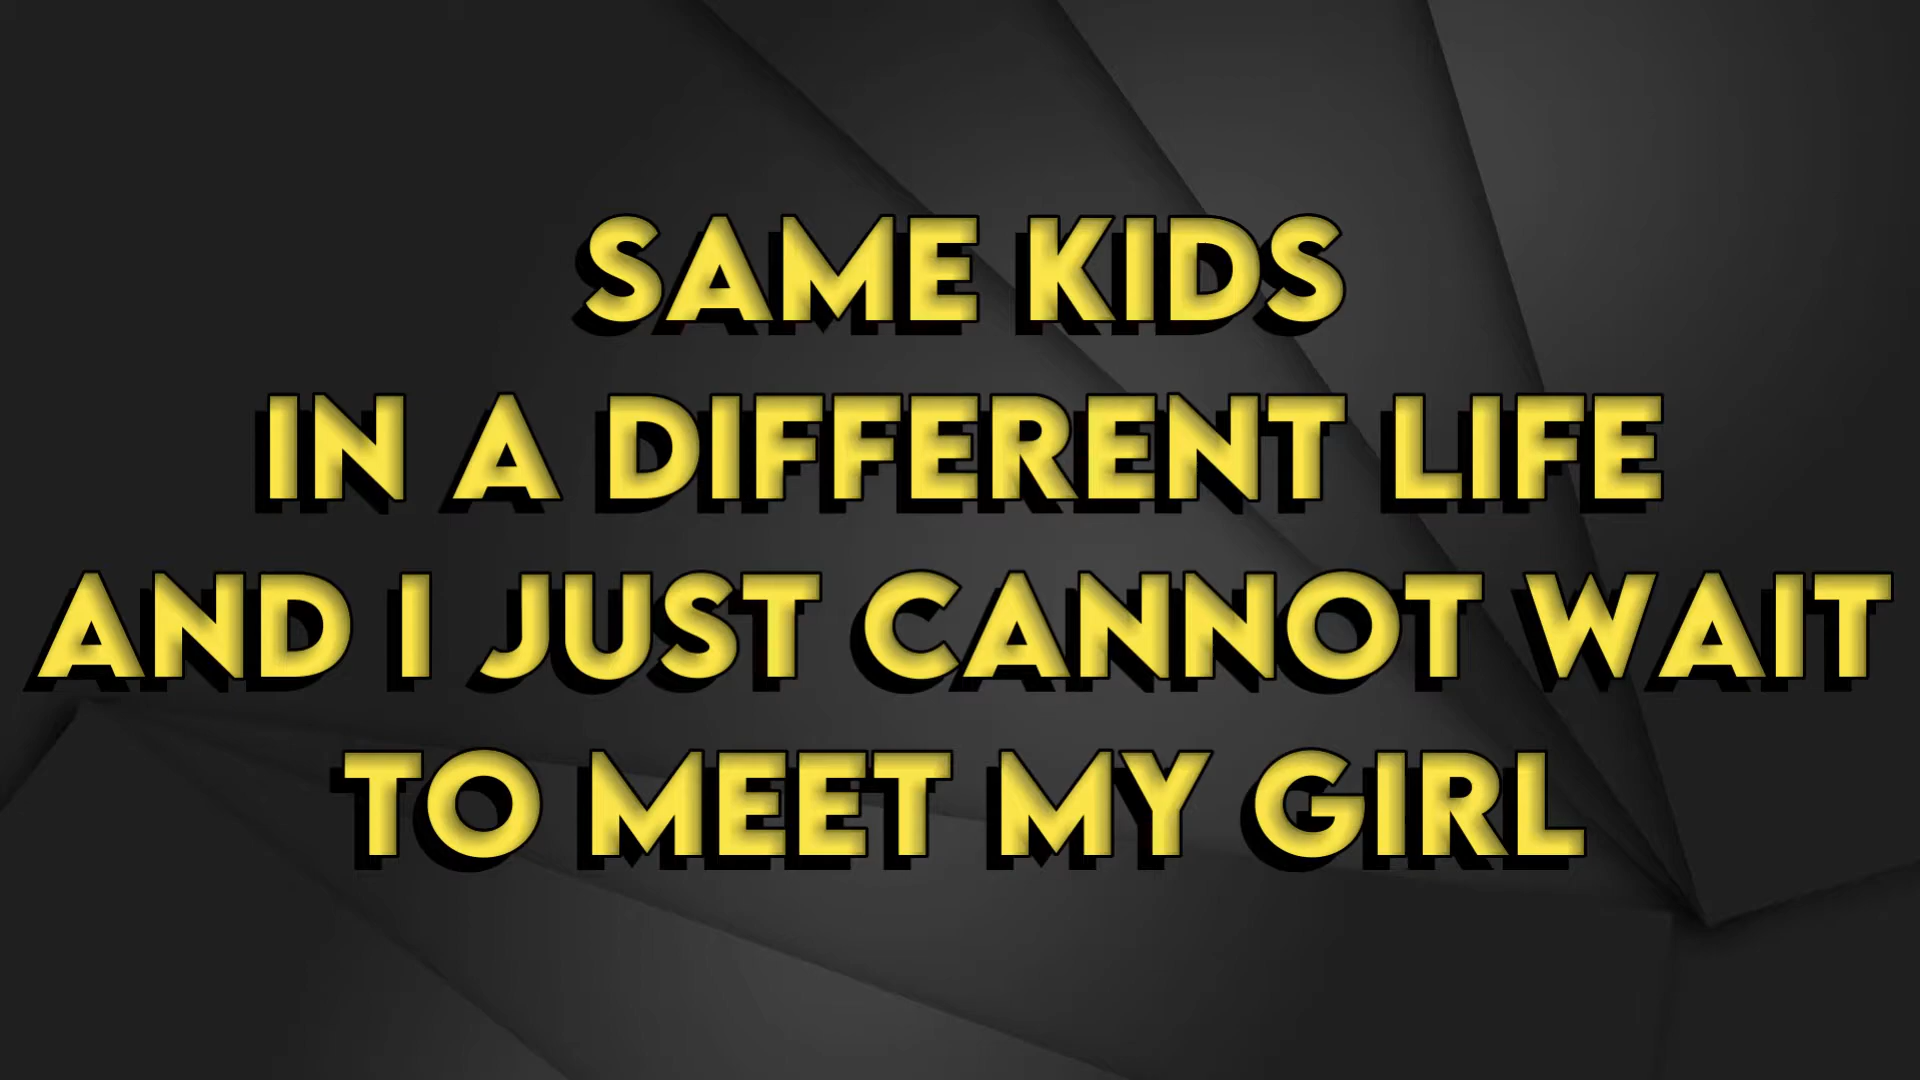 SAME KIDS
IN A DIFFERENT LIFE
AND I JUST CANNOT WAIT
TO MEET MY GIRL